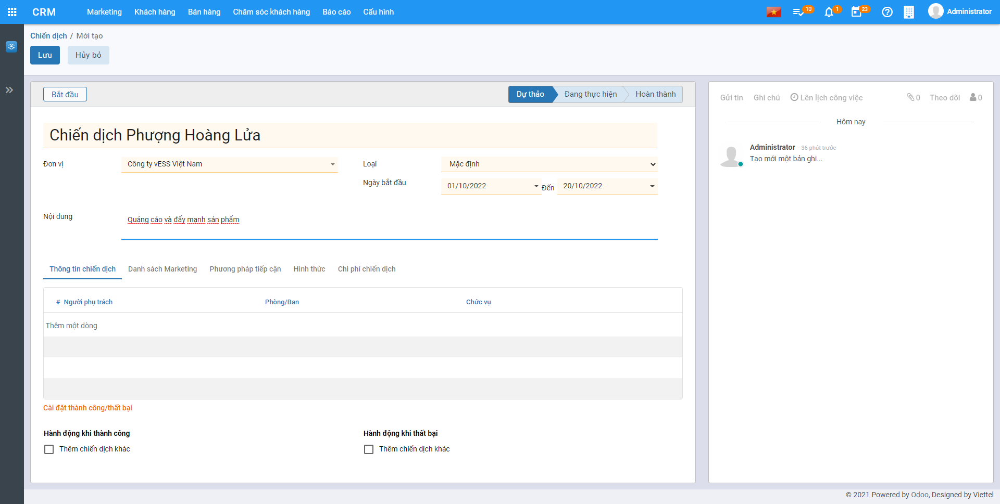 CRM Marketing Khách hàng Bán hàng Chăm sóc khách hàng Báo cáo Cấu hình 10 1 23 Administrator
Chiến dịch / Mới tạo
Lưu Hủy bỏ
Bắt đầu Dự thảo Đang thực hiện Hoàn thành
Chiến dịch Phượng Hoàng Lửa
Đơn vị Công ty vESS Việt Nam Loại Mặc định
Ngày bắt đầu 01/10/2022 Đến 20/10/2022
Nội dung Quảng cáo và đẩy mạnh sản phẩm
Thông tin chiến dịch Danh sách Marketing Phương pháp tiếp cận Hình thức Chi phí chiến dịch
# Người phụ trách Phòng/Ban Chức vụ
Thêm một dòng
Cài đặt thành công/thất bại
Hành động khi thành công Hành động khi thất bại
Thêm chiến dịch khác Thêm chiến dịch khác
Gửi tin Ghi chú Lên lịch công việc 0 Theo dõi 0
Hôm nay
Administrator - 36 phút trước
Tạo mới một bản ghi...
© 2021 Powered by Odoo, Designed by Viettel